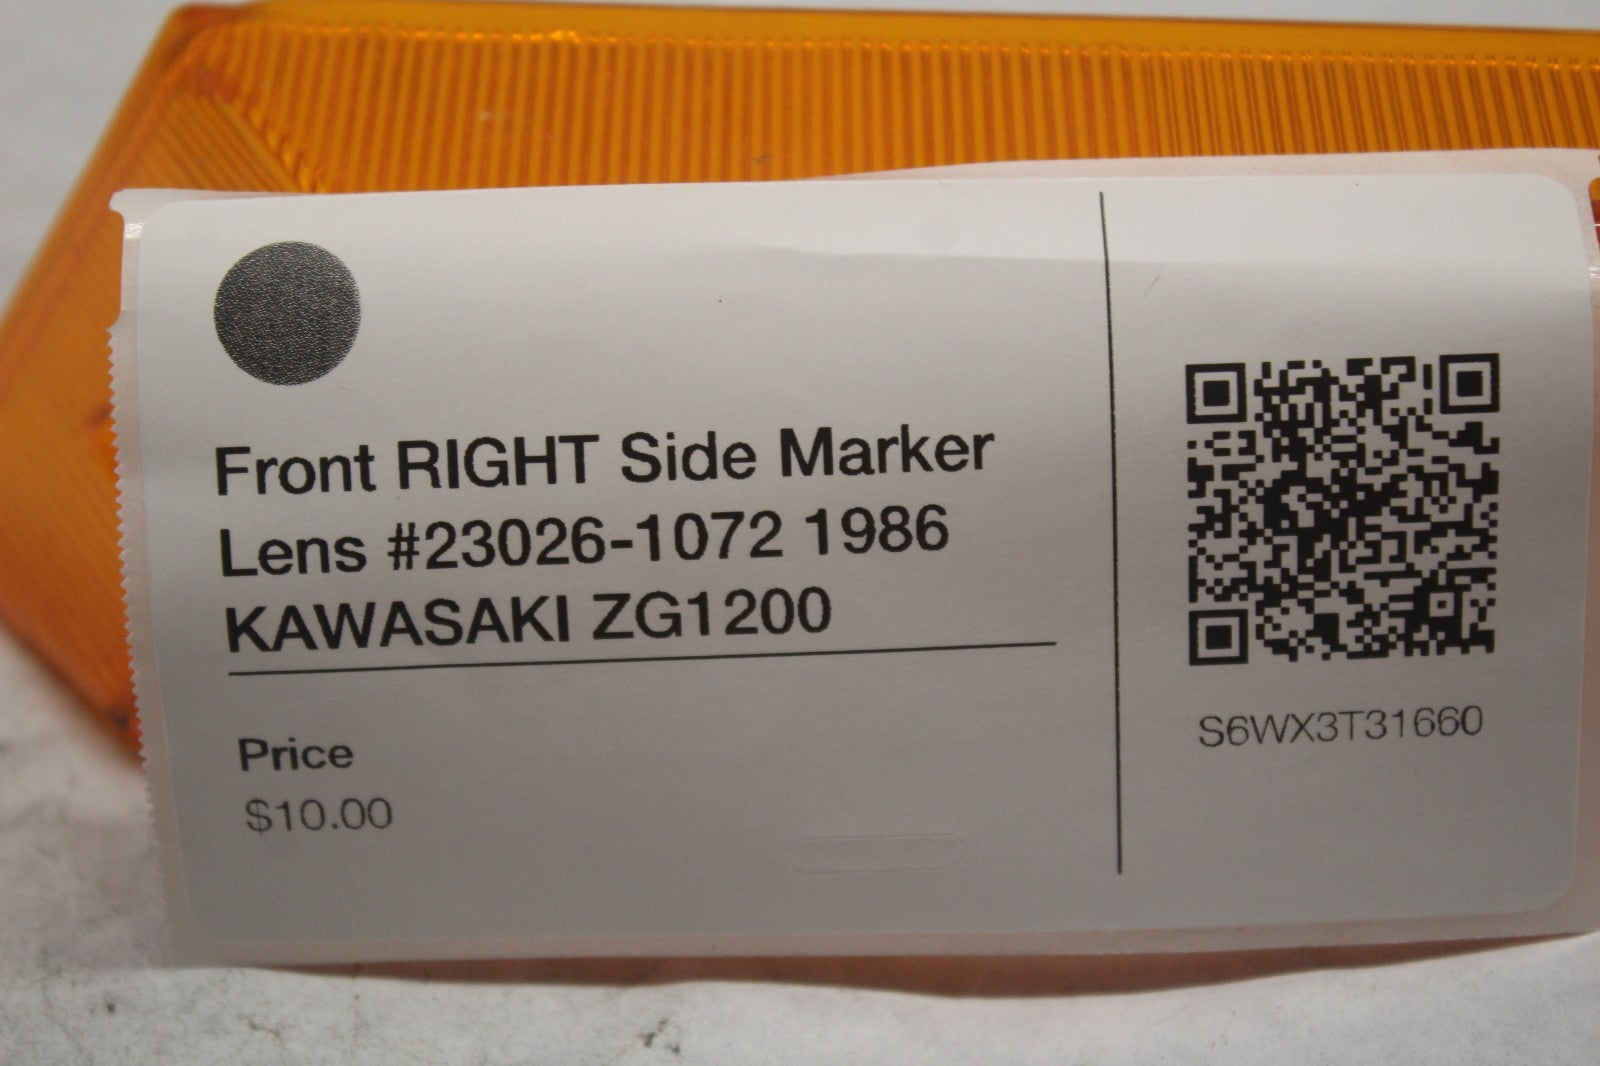 Front RIGHT Side Marker
Lens #23026-1072 1986
KAWASAKI ZG1200
Price
$10.00
S6WX3T31660